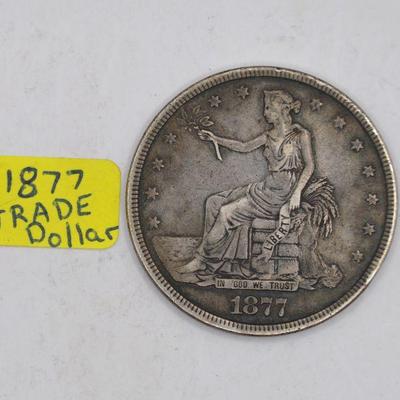 1877
TRADE
Dollar
LIBERTY
IN GOD WE TRUST
1877